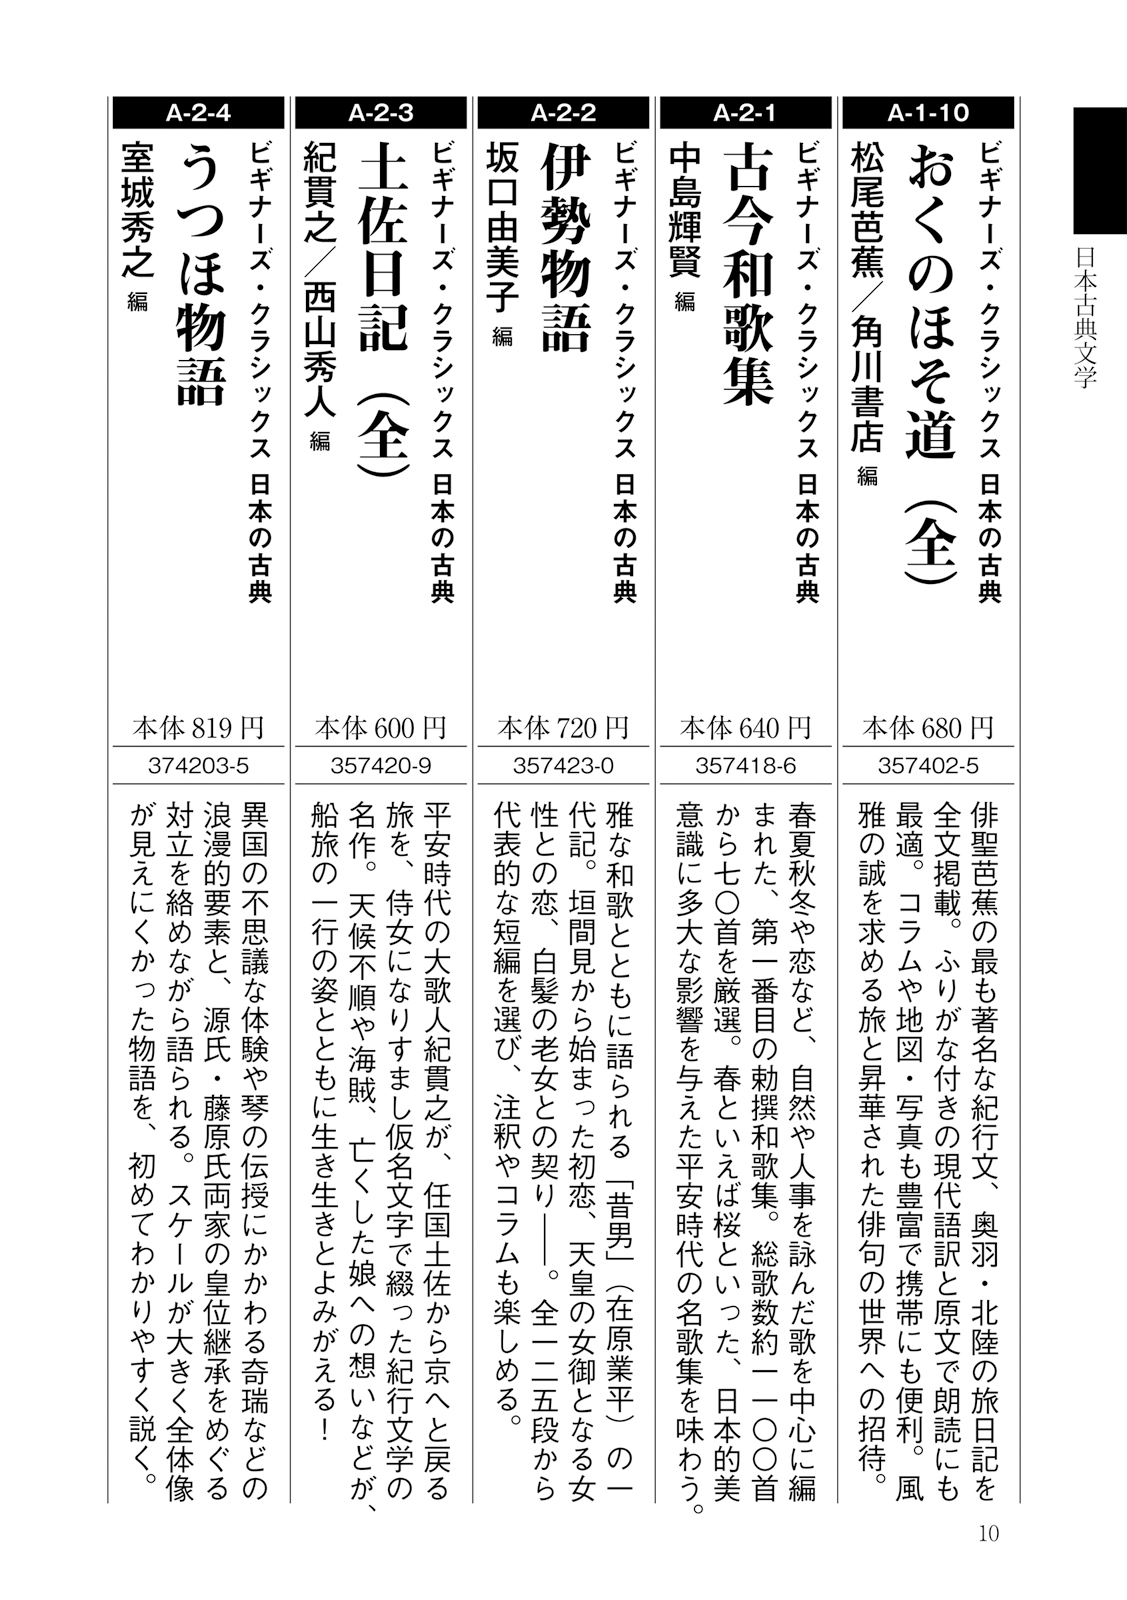 日本古典文学
A-1-10
ビギナーズ・クラシックス 日本の古典
おくのほそ道(全)
松尾芭蕉／角川書店 編
本体680円
357402-5
俳聖芭蕉の最も著名な紀行文、奥羽・北陸の旅日記を
全文掲載。ふりがな付きの現代語訳と原文で朗読にも
最適。コラムや地図・写真も豊富で携帯にも便利。風
雅の誠を求める旅と昇華された俳句の世界への招待。
A-2-1
ビギナーズ・クラシックス 日本の古典
古今和歌集
中島輝賢 編
本体640円
357418-6
春夏秋冬や恋など、自然や人事を詠んだ歌を中心に編
まれた、第一番目の勅撰和歌集。総歌数約一一〇〇首
から七〇首を厳選。春といえば桜といった、日本的美
意識に多大な影響を与えた平安時代の名歌集を味わう。
A-2-2
ビギナーズ・クラシックス 日本の古典
伊勢物語
坂口由美子 編
本体720円
357423-0
雅な和歌とともに語られる「昔男」(在原業平)の一
代記。垣間見から始まった初恋、天皇の女御となる女
性との恋、白髪の老女との契り――。全一二五段から
代表的な短編を選び、注釈やコラムも楽しめる。
A-2-3
ビギナーズ・クラシックス 日本の古典
土佐日記(全)
紀貫之／西山秀人 編
本体600円
357420-9
平安時代の大歌人紀貫之が、任国土佐から京へと戻る
旅を、侍女になりすまし仮名文字で綴った紀行文学の
名作。天候不順や海賊、亡くした娘への想いなどが、
船旅の一行の姿とともに生き生きとよみがえる！
A-2-4
ビギナーズ・クラシックス 日本の古典
うつほ物語
室城秀之 編
本体819円
374203-5
異国の不思議な体験や琴の伝授にかかわる奇瑞などの
浪漫的要素と、源氏・藤原氏両家の皇位継承をめぐる
対立を絡めながら語られる。スケールが大きく全体像
が見えにくかった物語を、初めてわかりやすく説く。
10